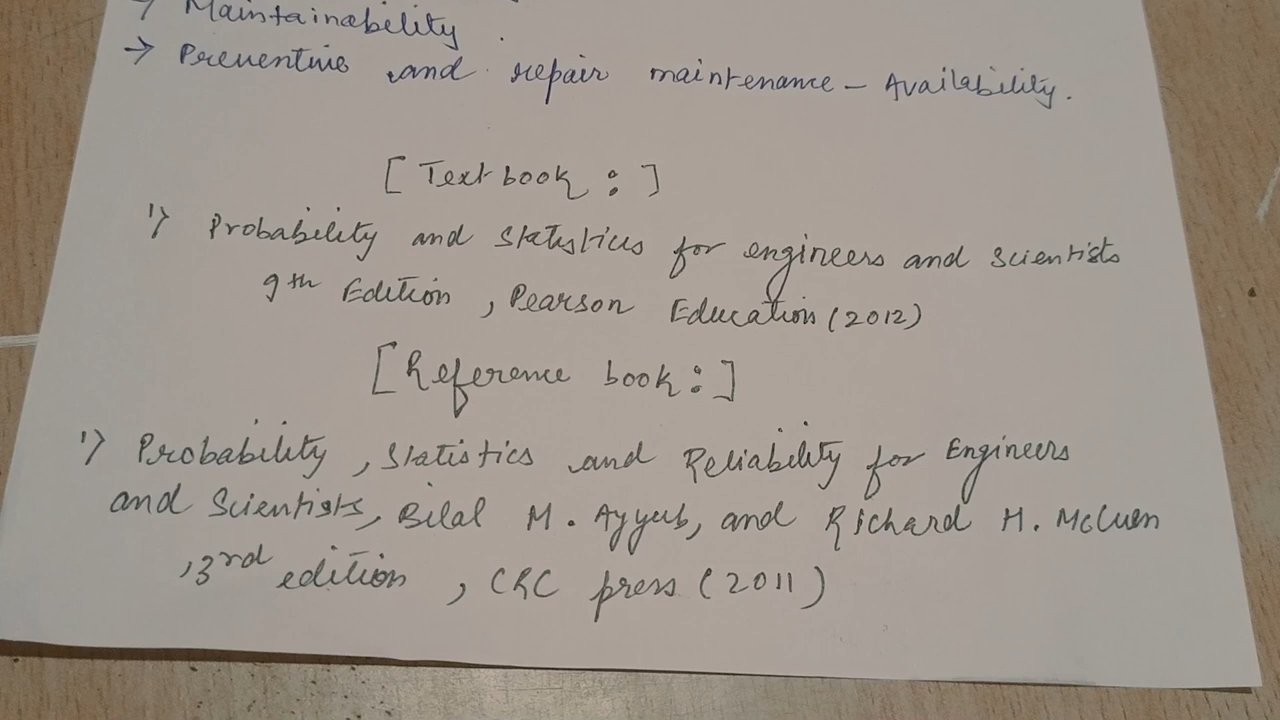 → Maintainability
→ Preventive and repair maintenance – Availability.
[Text book :]
1) Probability and Statistics for engineers and scientists
9th Edition , Pearson Education (2012)
[Reference book :]
1) Probability , Statistics and Reliability for Engineers
and Scientists, Bilal M. Ayyub, and Richard H. McCuen
, 3rd edition , CRC press (2011)